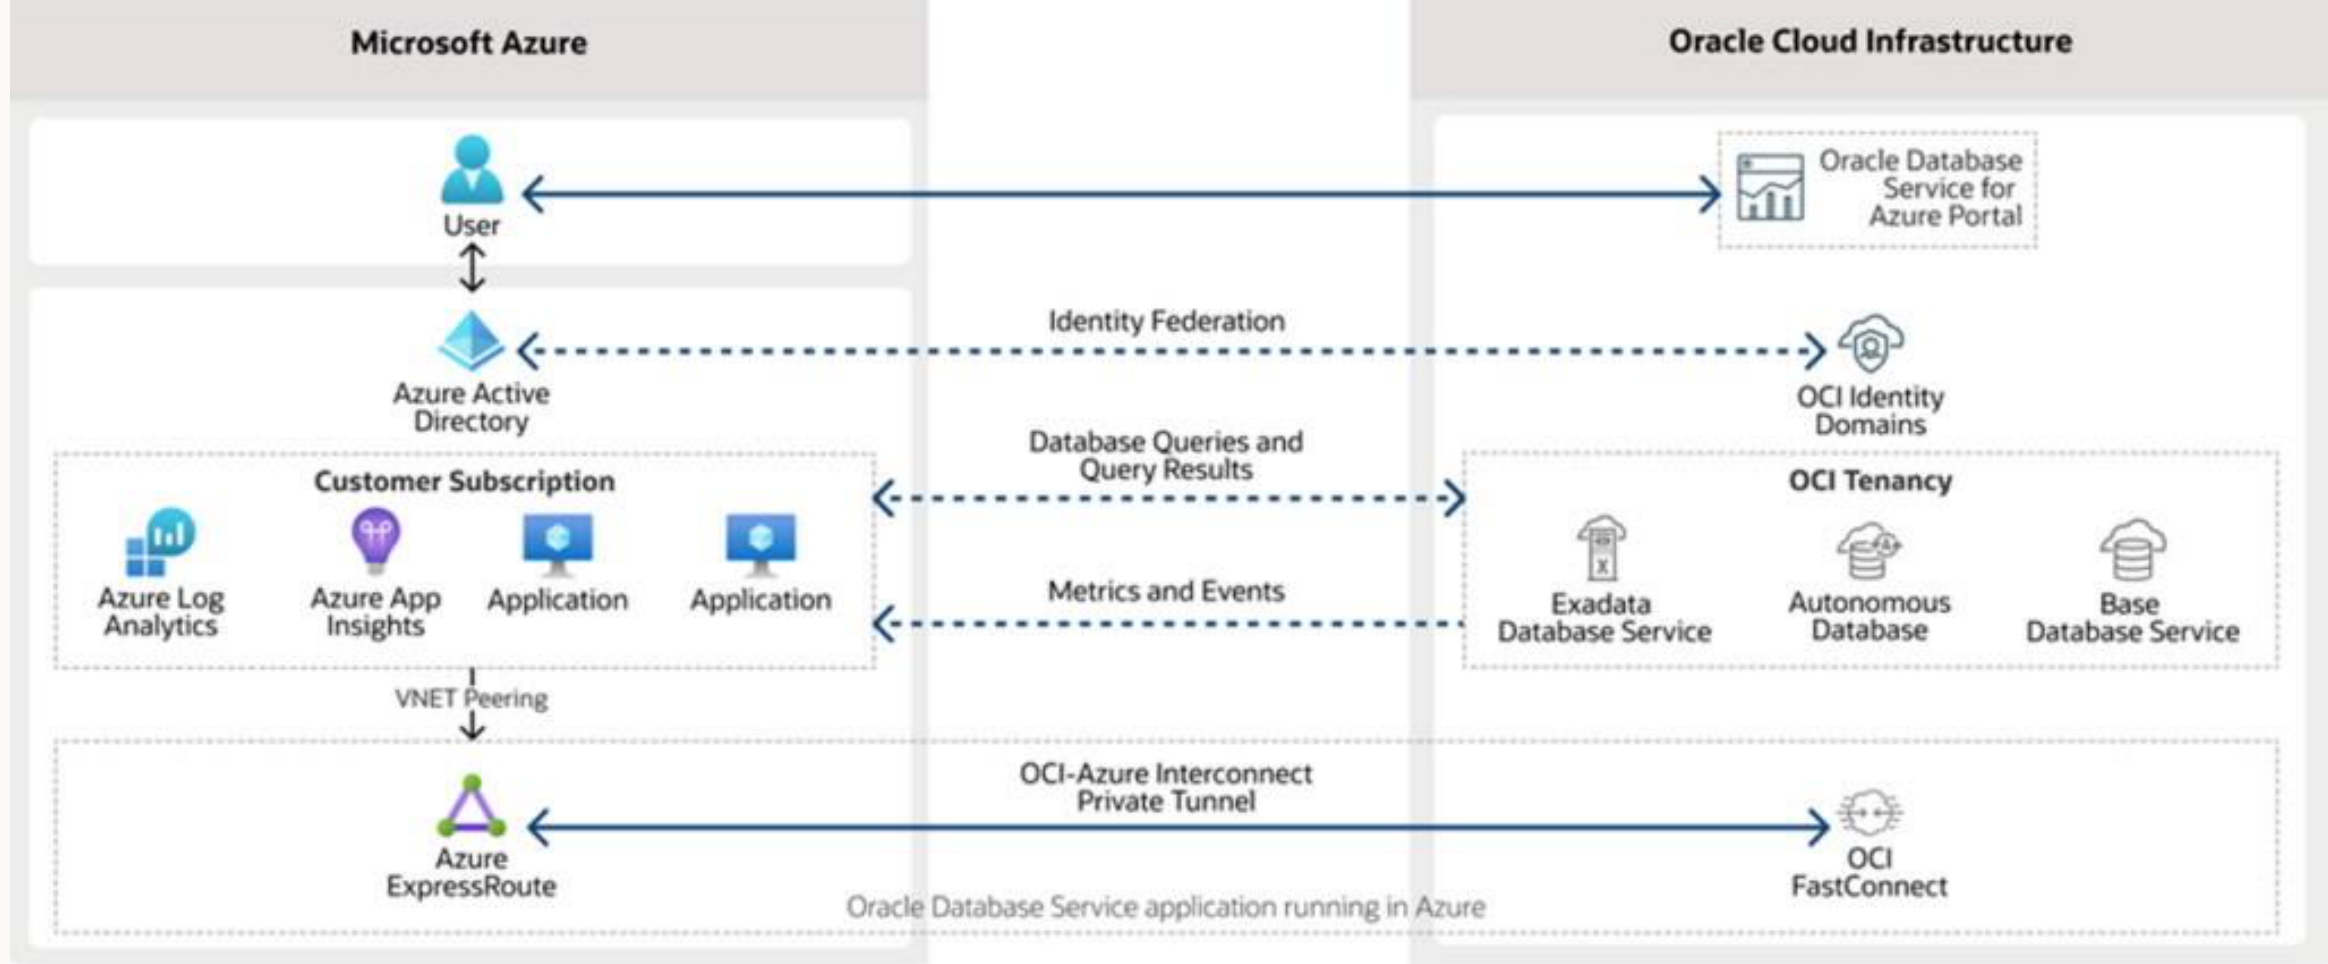 Microsoft Azure
Oracle Cloud Infrastructure
User
Oracle Database
Service for
Azure Portal
Identity Federation
Azure Active
Directory
OCI Identity
Domains
Database Queries and
Query Results
Customer Subscription
Azure Log
Analytics
Azure App
Insights
Application
Application
Metrics and Events
OCI Tenancy
X
Exadata
Database Service
Autonomous
Database
Base
Database Service
VNET Peering
OCI-Azure Interconnect
Private Tunnel
Azure
ExpressRoute
OCI
FastConnect
Oracle Database Service application running in Azure